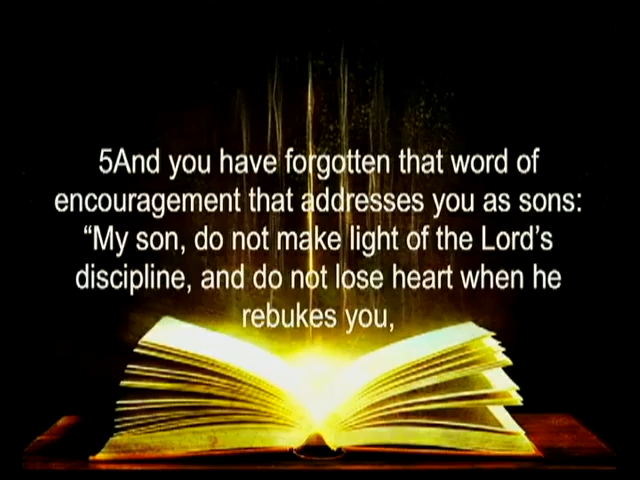 5And you have forgotten that word of
encouragement that addresses you as sons:
“My son, do not make light of the Lord’s
discipline, and do not lose heart when he
rebukes you,